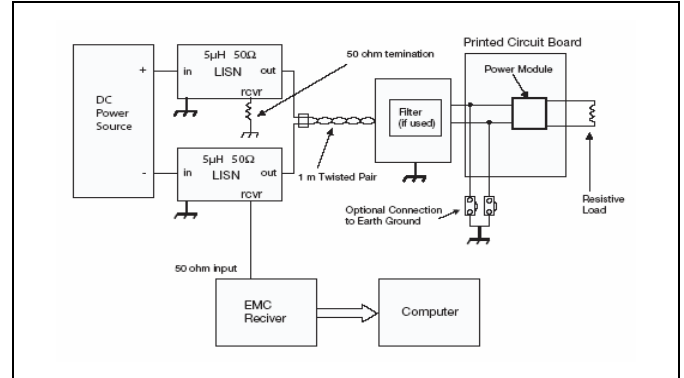 5µH 50Ω
LISN
in
out
rcvr
+
50 ohm temination
DC
Power
Source
-
5µH 50Ω
LISN
in
out
rcvr
1 m Twisted Pair
Filter
(if used)
Printed Circuit Board
Power Module
Optional Connection
to Earth Ground
Resistive
Load
50 ohm input
EMC
Reciver
Computer